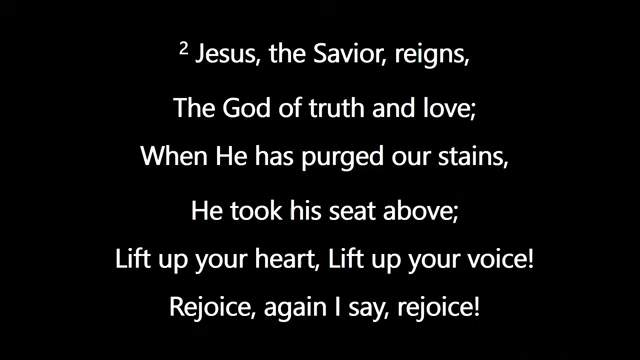 ² Jesus, the Savior, reigns,
The God of truth and love;
When He has purged our stains,
He took his seat above;
Lift up your heart, Lift up your voice!
Rejoice, again I say, rejoice!